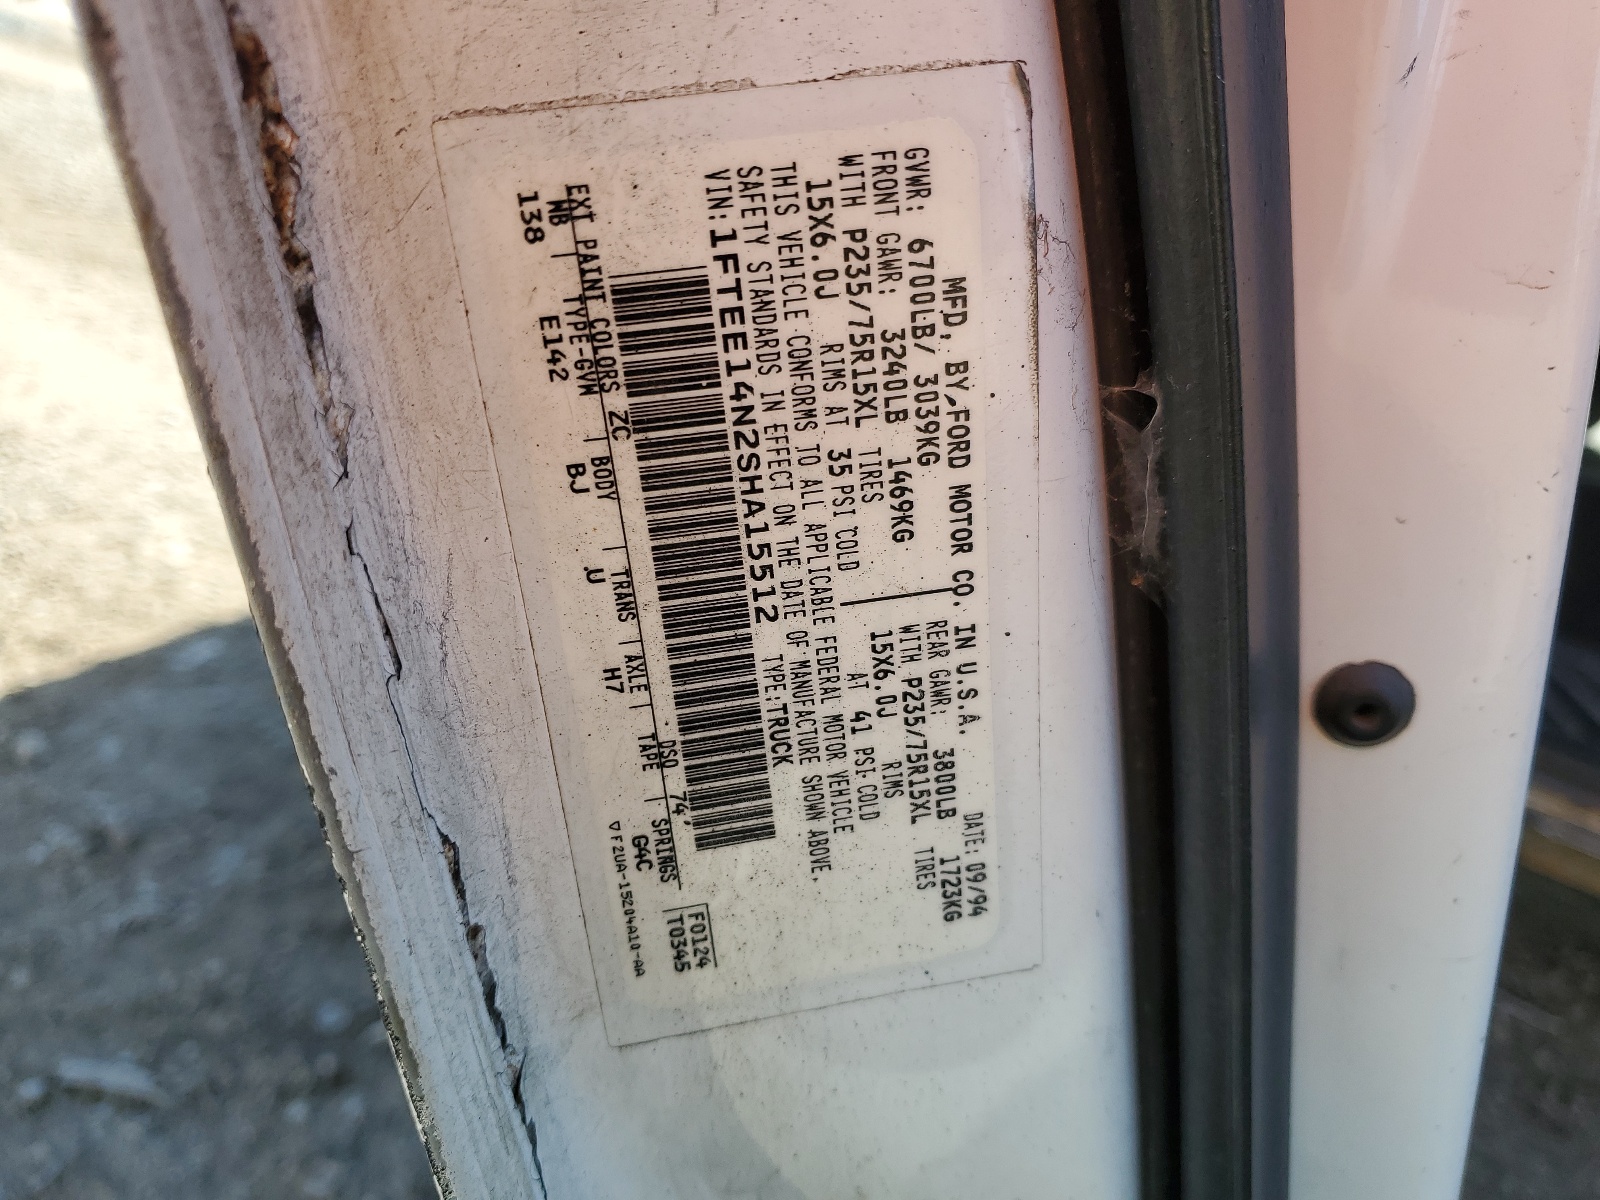 MFD. BY FORD MOTOR CO. IN U.S.A.
DATE: 09/94
GVWR: 6700LB/ 3039KG
FRONT GAWR: 3240LB 1469KG
REAR GAWR: 3800LB 1723KG
WITH P235/75R15XL TIRES
WITH P235/75R15XL TIRES
15X6.0J RIMS AT 35 PSI COLD
15X6.0J RIMS
AT 41 PSI COLD
THIS VEHICLE CONFORMS TO ALL APPLICABLE FEDERAL MOTOR VEHICLE
SAFETY STANDARDS IN EFFECT ON THE DATE OF MANUFACTURE SHOWN ABOVE.
VIN: 1FTEE14N2SHA15512 TYPE: TRUCK
F0124
T0345
EXT PAINT COLORS ZC DSO 74
WB TYPE-GVW BODY TRANS AXLE TAPE SPRINGS
138 E142 BJ U H7 G4C
▽F2UA-15204A10-AA